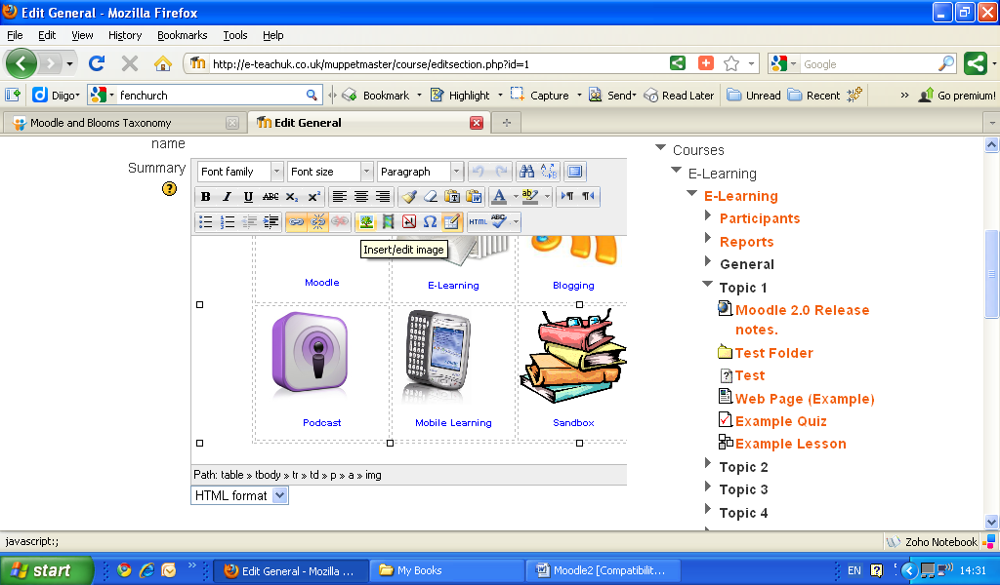 Edit General - Mozilla Firefox
File Edit View History Bookmarks Tools Help
http://e-teachuk.co.uk/muppetmaster/course/editsection.php?id=1
Google
Diigo
fenchurch
Bookmark
Highlight
Capture
Send
Read Later
Unread
Recent
»
Go premium!
Moodle and Blooms Taxonomy
Edit General
name
Summary
Font family
Font size
Paragraph
B I U ABC X₂ X²
HTML
ABC
Insert/edit image
Moodle
E-Learning
Blogging
Podcast
Mobile Learning
Sandbox
Path: table » tbody » tr » td » p » a » img
HTML format
Courses
E-Learning
E-Learning
Participants
Reports
General
Topic 1
Moodle 2.0 Release
notes.
Test Folder
Test
Web Page (Example)
Example Quiz
Example Lesson
Topic 2
Topic 3
Topic 4
javascript:;
Zoho Notebook
start
»
Edit General - Mozilla ...
My Books
Moodle2 [Compatibilit...
EN
14:31